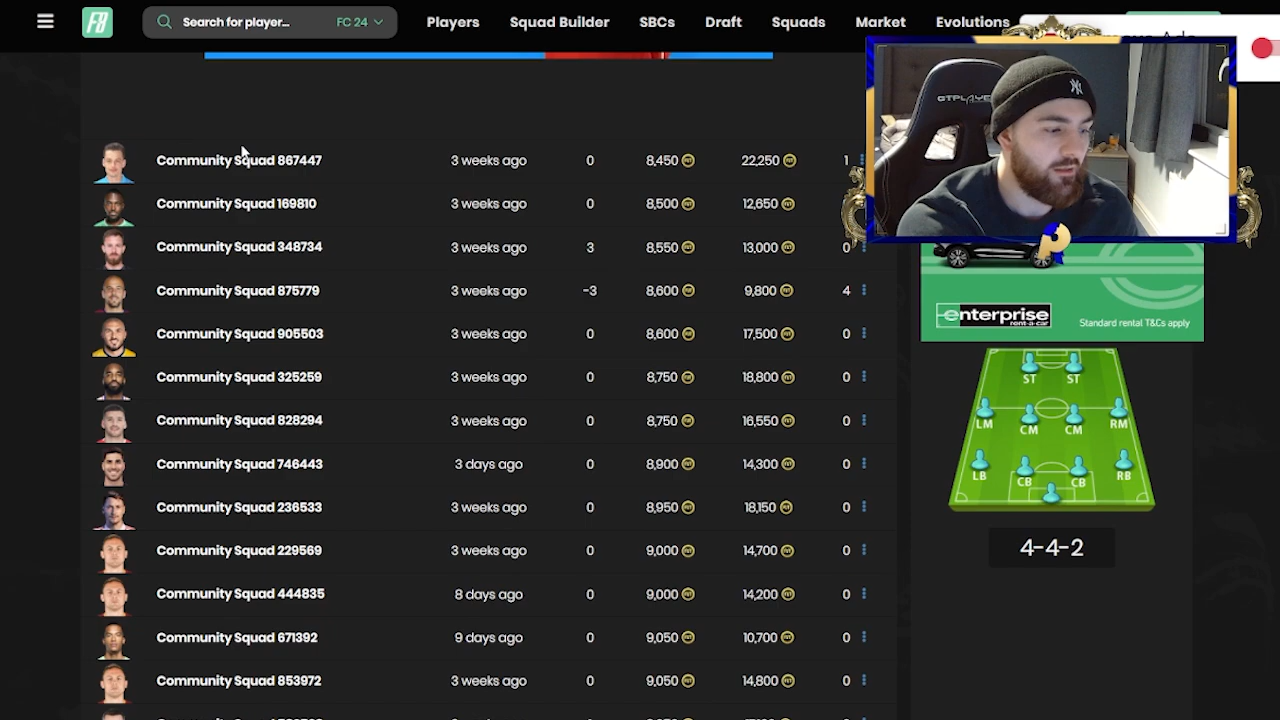 F8 Search for player... FC 24 Players Squad Builder SBCs Draft Squads Market Evolutions
GTPLAYER
Community Squad 867447 3 weeks ago 0 8,450 22,250 1
Community Squad 169810 3 weeks ago 0 8,500 12,650
Community Squad 348734 3 weeks ago 3 8,550 13,000 0
Community Squad 875779 3 weeks ago -3 8,600 9,800 4
Community Squad 905503 3 weeks ago 0 8,600 17,500 0
Community Squad 325259 3 weeks ago 0 8,750 18,800 0
Community Squad 838294 3 weeks ago 0 8,750 16,550 0
Community Squad 746443 3 days ago 0 8,900 14,300 0
Community Squad 236533 3 weeks ago 0 8,950 18,150 0
Community Squad 229569 3 weeks ago 0 9,000 14,700 0
Community Squad 444835 8 days ago 0 9,000 14,200 0
Community Squad 671392 9 days ago 0 9,050 10,700 0
Community Squad 853972 3 weeks ago 0 9,050 14,800 0
P
enterprise
rent-a-car
Standard rental T&Cs apply
ST ST
LM CM CM RM
LB CB CB RB
4-4-2